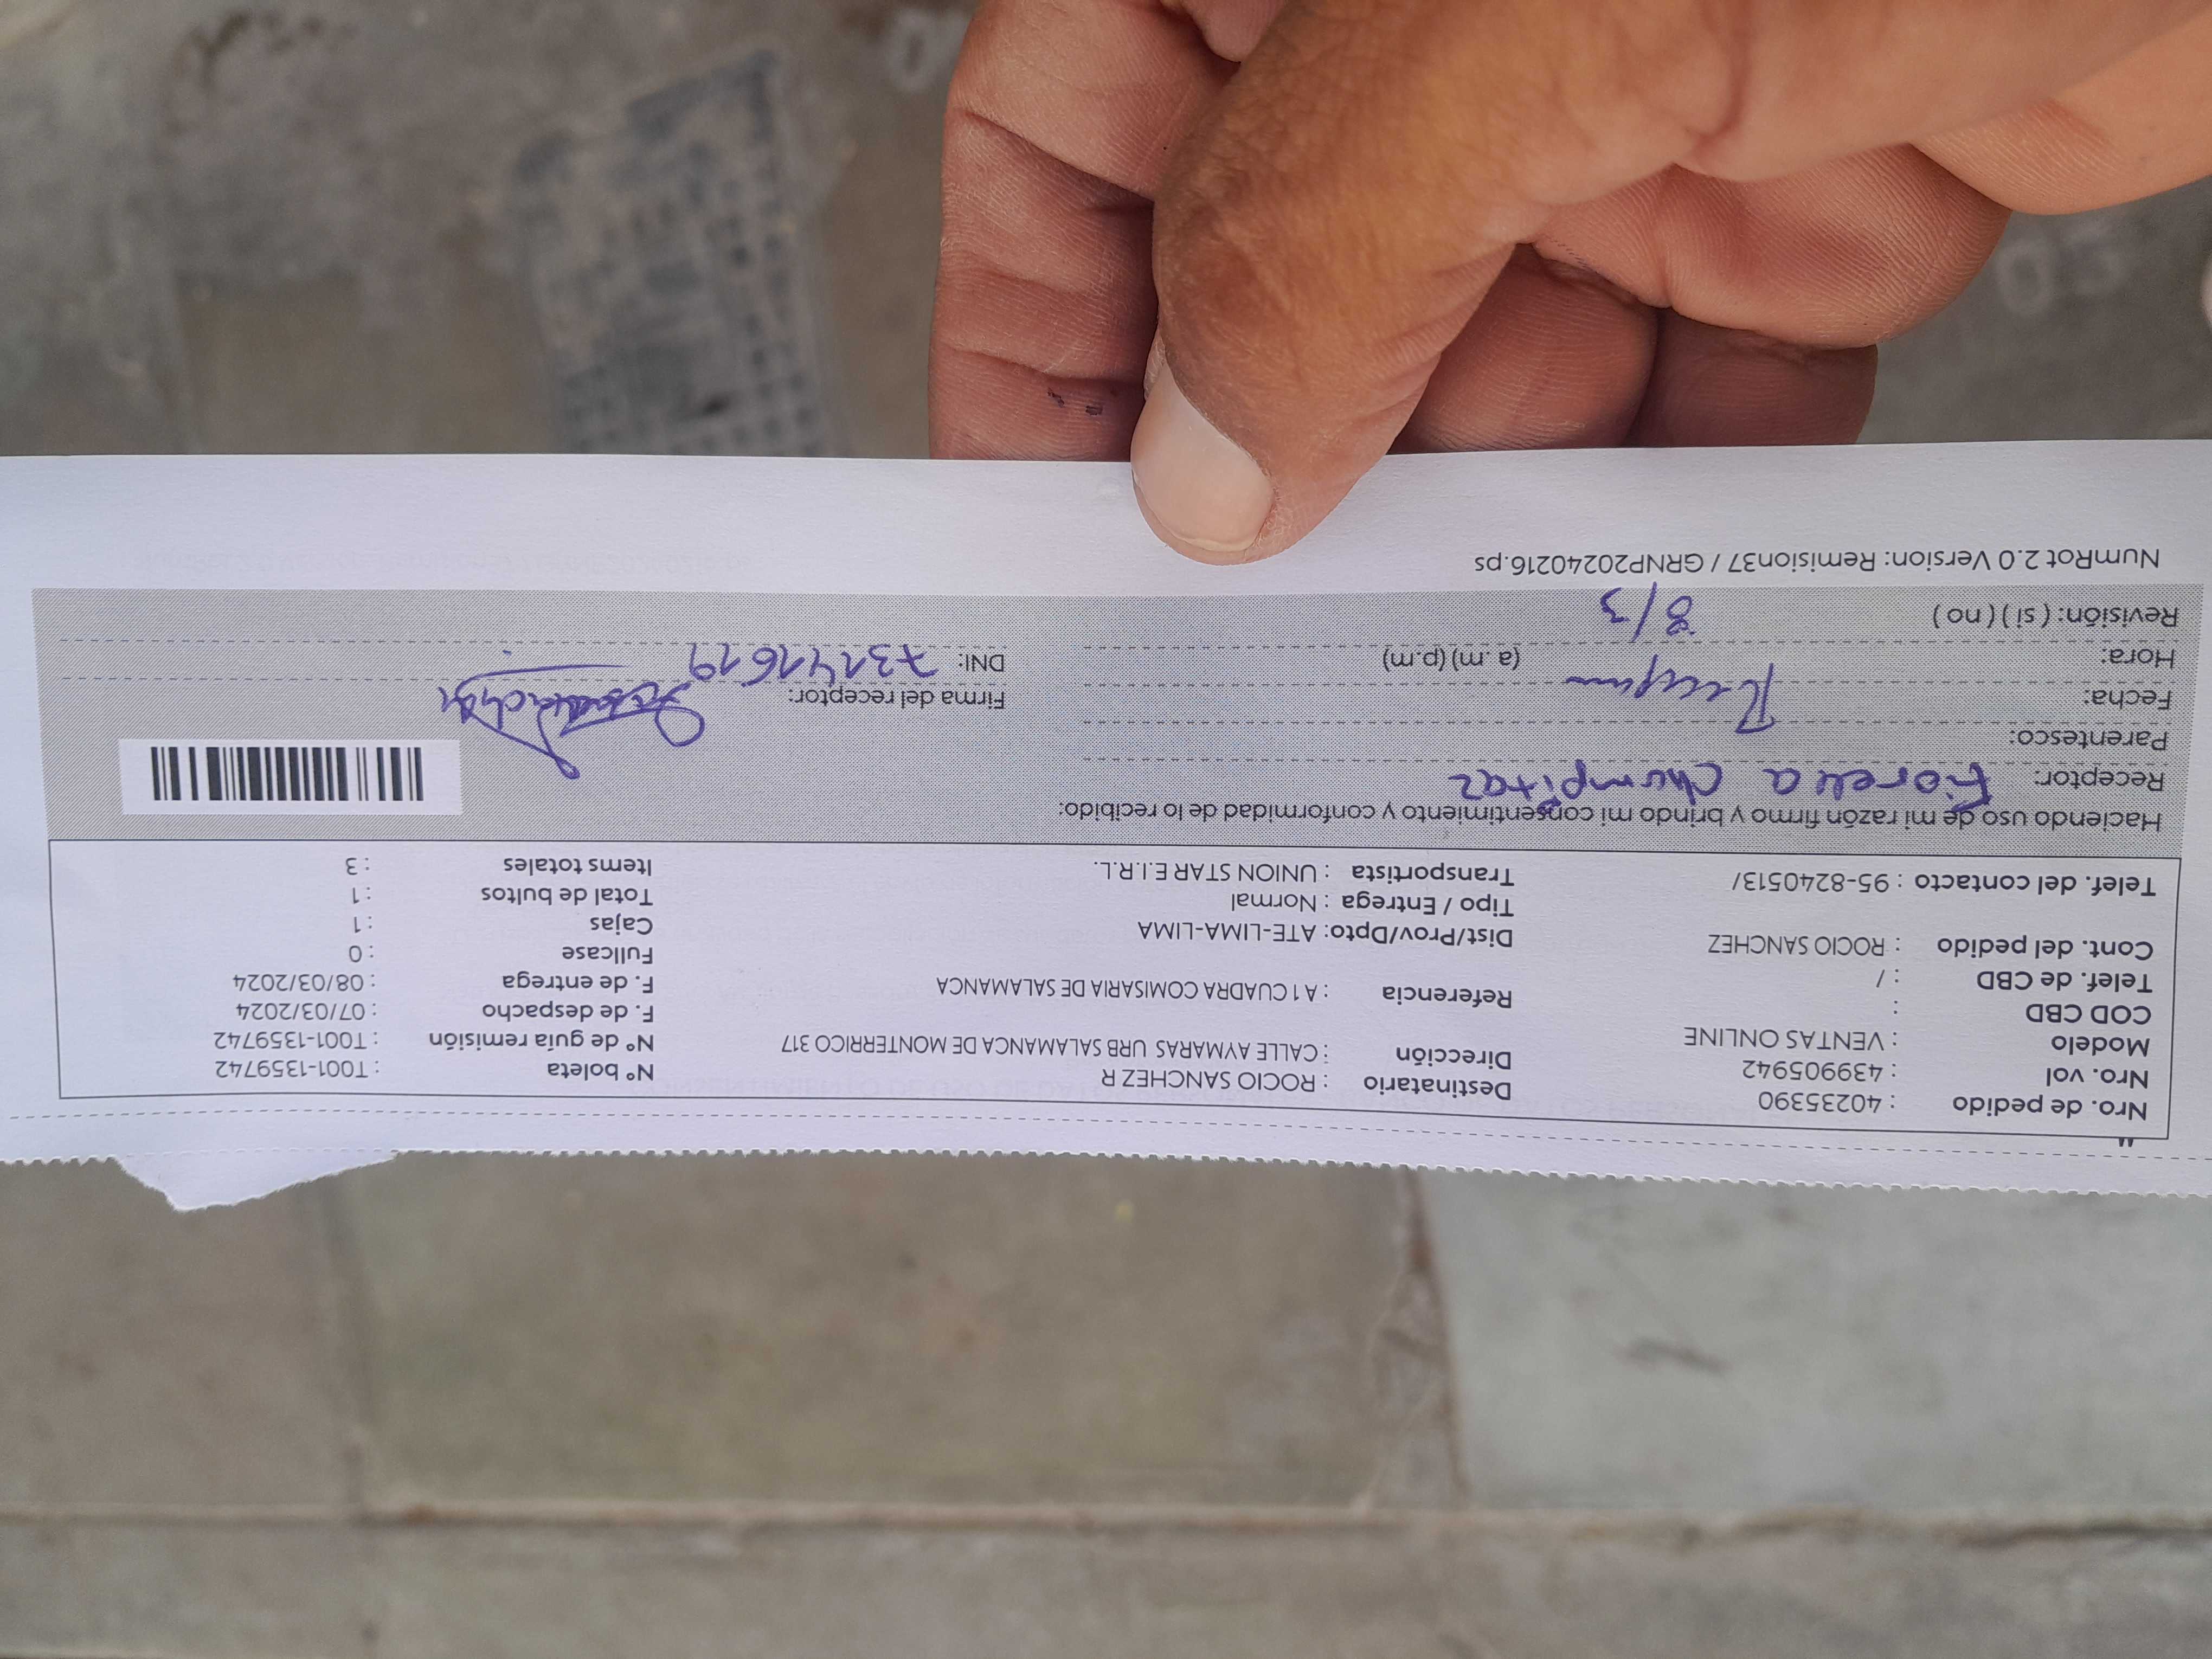 Nro. de pedido : 40235390
Nro. vol : 439905942
Modelo : VENTAS ONLINE
COD CBD :
Telef. de CBD : /
Cont. del pedido : ROCIO SANCHEZ
Telef. del contacto : 95-8240513/
Destinatario : ROCIO SANCHEZ R
Dirección : CALLE AYMARAS URB SALAMANCA DE MONTERRICO 317
Referencia : A 1 CUADRA COMISARIA DE SALAMANCA
Dist/Prov/Dpto: ATE-LIMA-LIMA
Tipo / Entrega : Normal
Transportista : UNION STAR E.I.R.L.
N° boleta : T001-1359742
N° de guía remisión : T001-1359742
F. de despacho : 07/03/2024
F. de entrega : 08/03/2024
Fullcase : 0
Cajas : 1
Total de bultos : 1
Items totales : 3
Haciendo uso de mi razón firmo y brindo mi consentimiento y conformidad de lo recibido:
Receptor: Fiorella Chumpitaz
Parentesco:
Fecha:
Hora: (a.m) (p.m)
Revisión: ( si ) ( no ) 8/3
Firma del receptor:
DNI: 73141619
NumRot 2.0 Version: Remision37 / GRNP20240216.ps